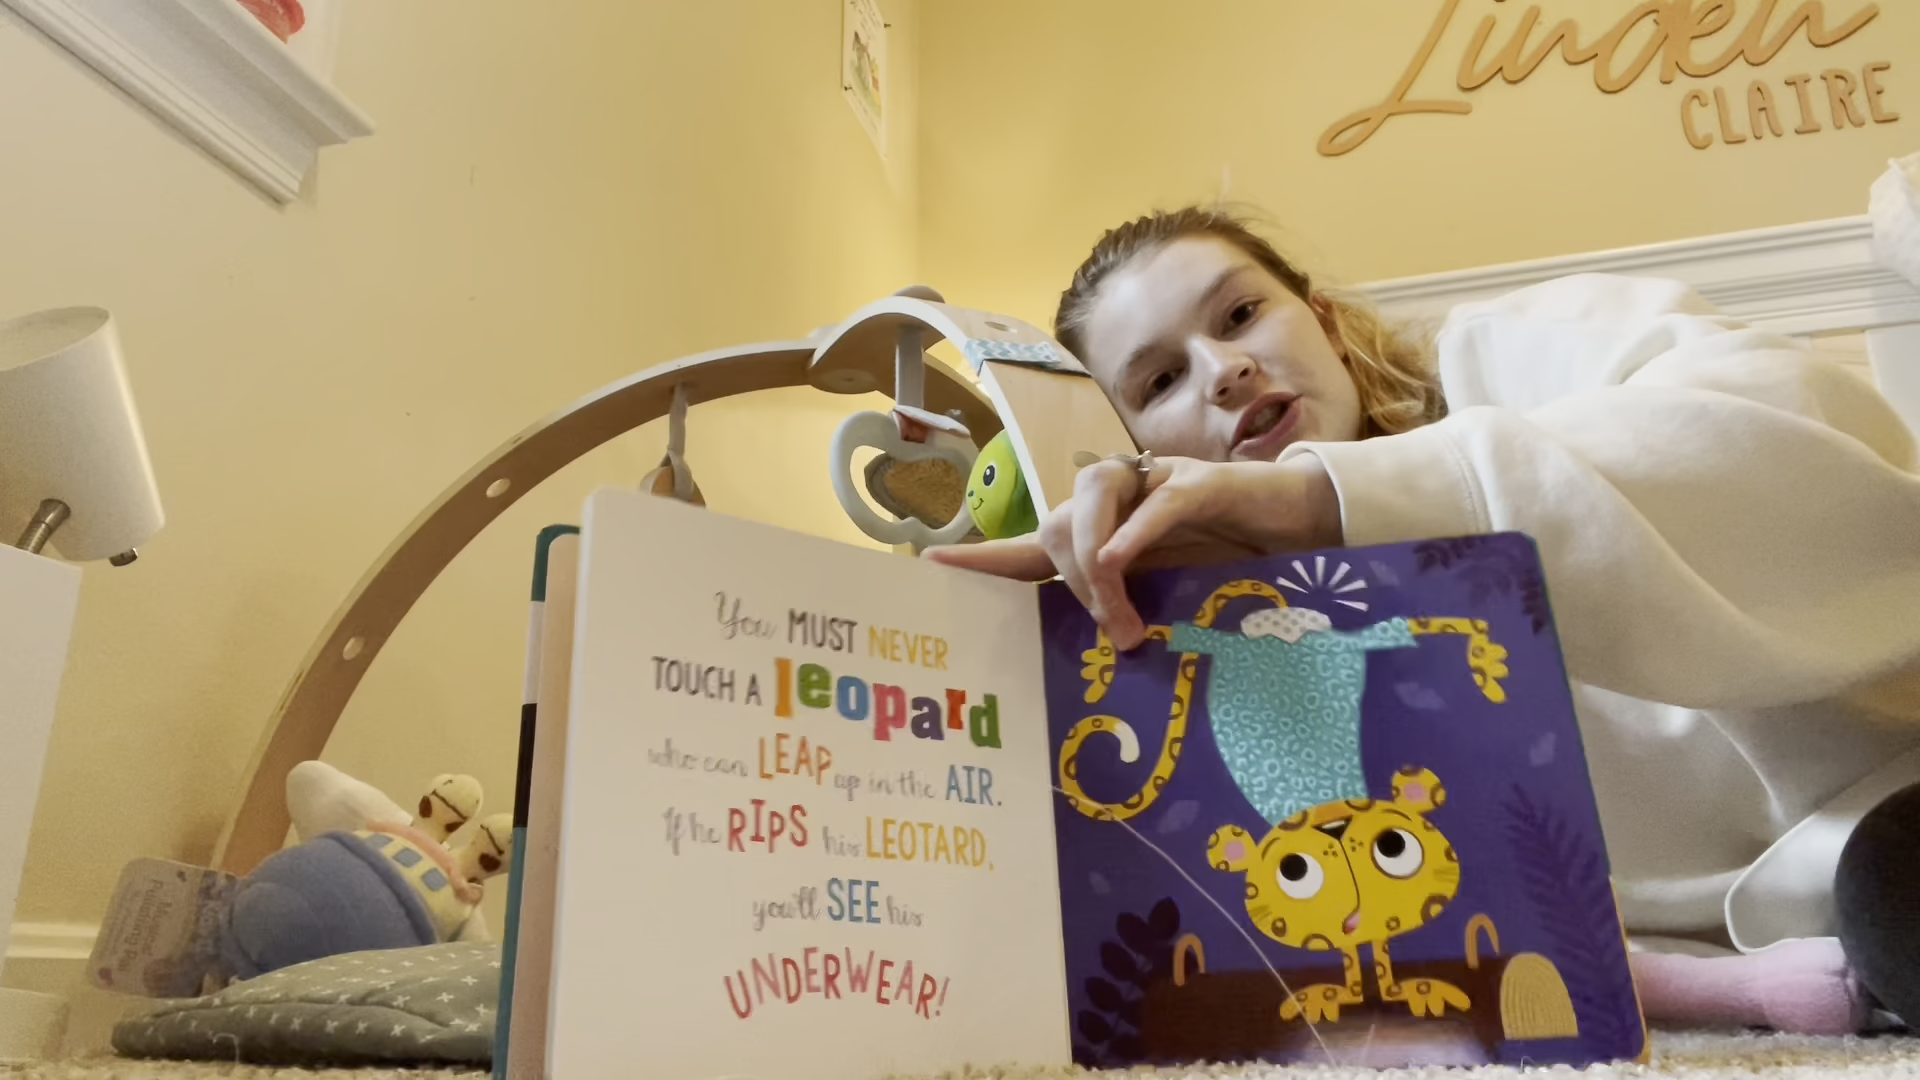 Linden
CLAIRE
You MUST NEVER
TOUCH A leopard
who can LEAP up in the AIR.
If he RIPS his LEOTARD,
you'll SEE his
UNDERWEAR!